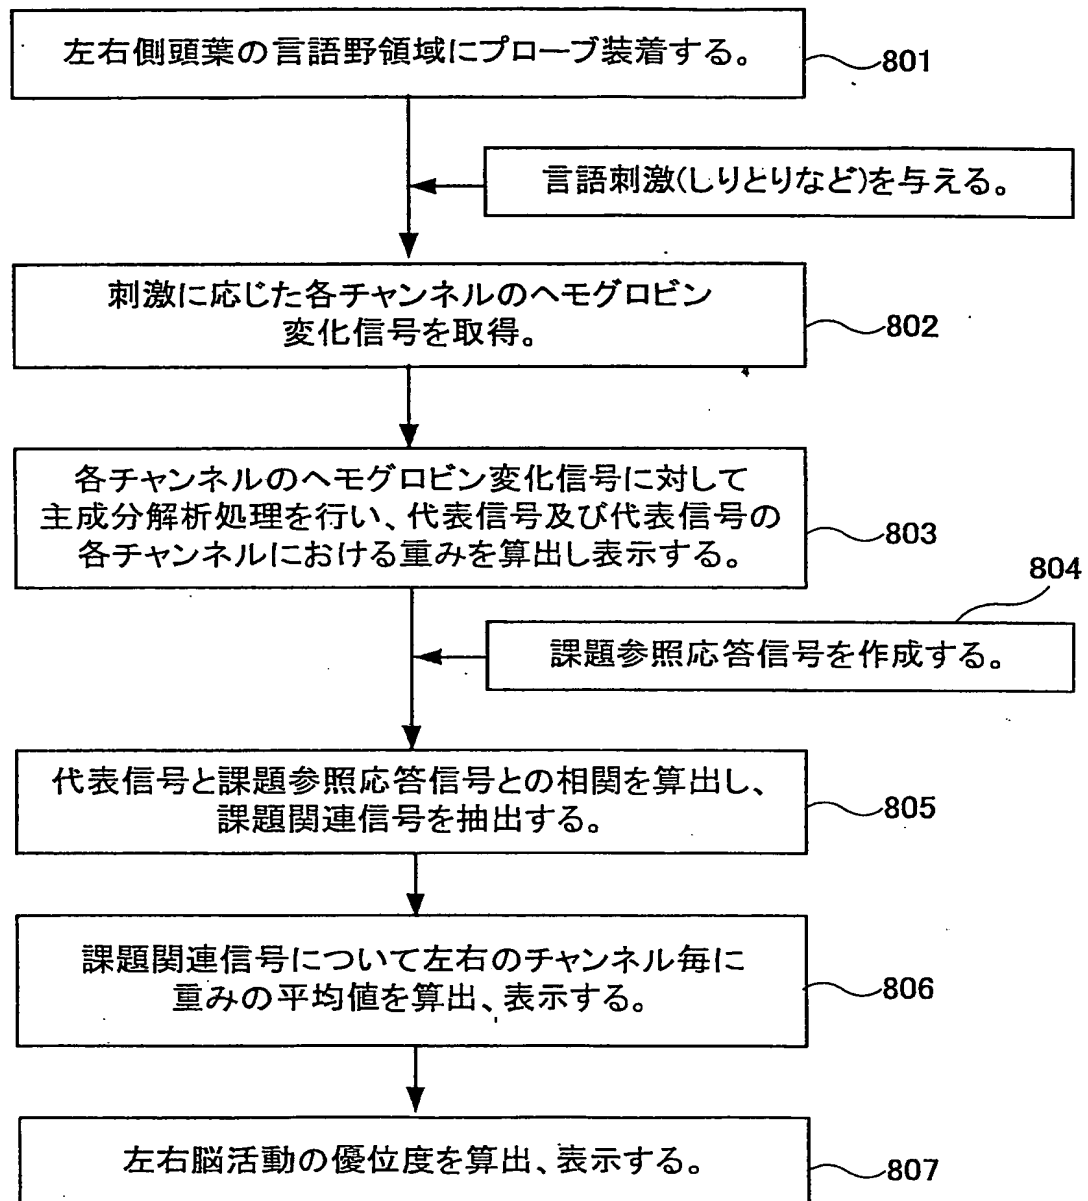 左右側頭葉の言語野領域にプローブ装着する。
801
言語刺激(しりとりなど)を与える。
刺激に応じた各チャンネルのヘモグロビン
変化信号を取得。
802
各チャンネルのヘモグロビン変化信号に対して
主成分解析処理を行い、代表信号及び代表信号の
各チャンネルにおける重みを算出し表示する。
803
804
課題参照応答信号を作成する。
代表信号と課題参照応答信号との相関を算出し、
課題関連信号を抽出する。
805
課題関連信号について左右のチャンネル毎に
重みの平均値を算出、表示する。
806
左右脳活動の優位度を算出、表示する。
807